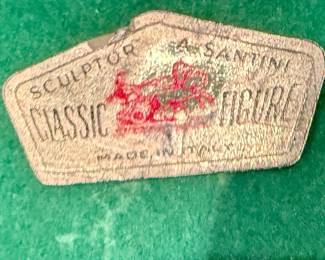 SCULPTOR A. SANTINI
CLASSIC FIGURE
MADE IN ITALY